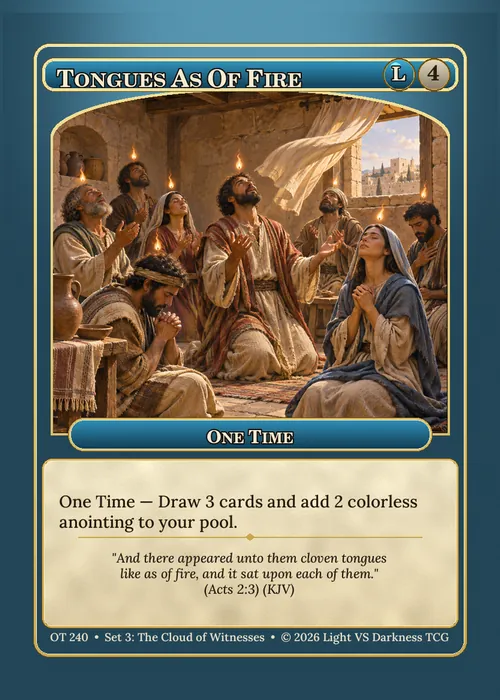 TONGUES AS OF FIRE L 4
ONE TIME
One Time — Draw 3 cards and add 2 colorless
anointing to your pool.
"And there appeared unto them cloven tongues
like as of fire, and it sat upon each of them."
(Acts 2:3) (KJV)
OT 240 • Set 3: The Cloud of Witnesses • © 2026 Light VS Darkness TCG